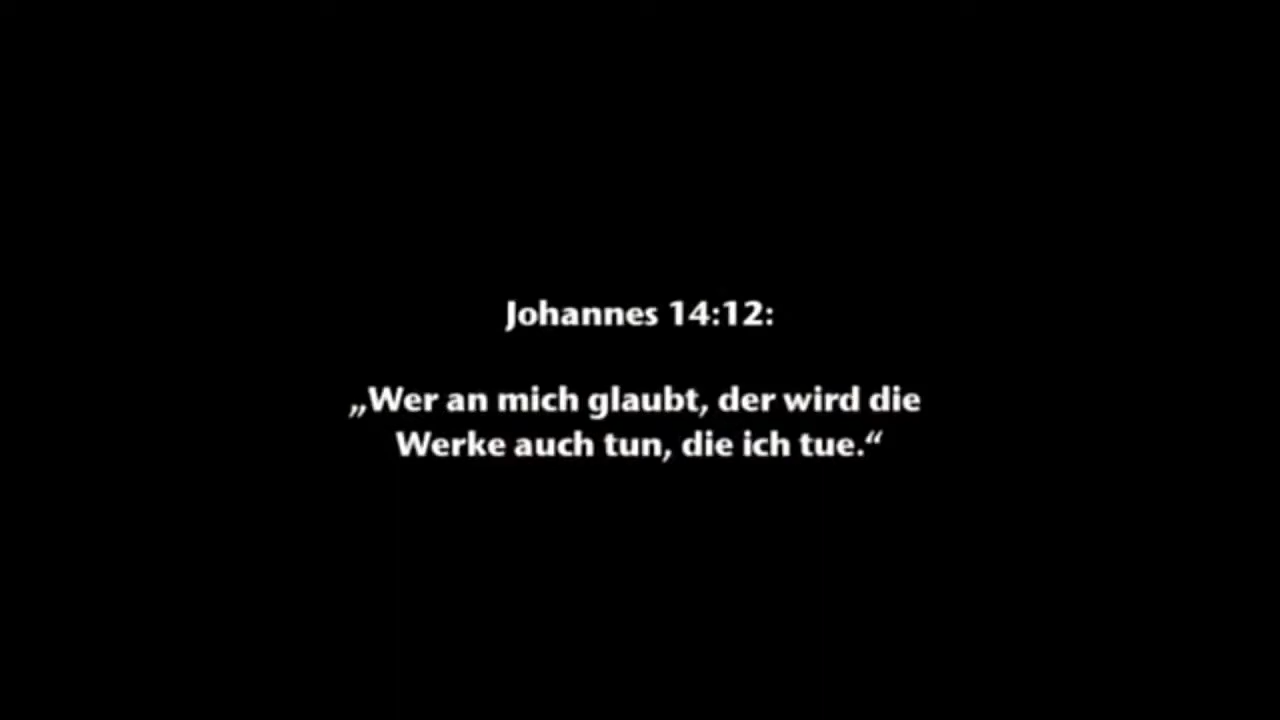 Johannes 14:12:
„Wer an mich glaubt, der wird die
Werke auch tun, die ich tue.“